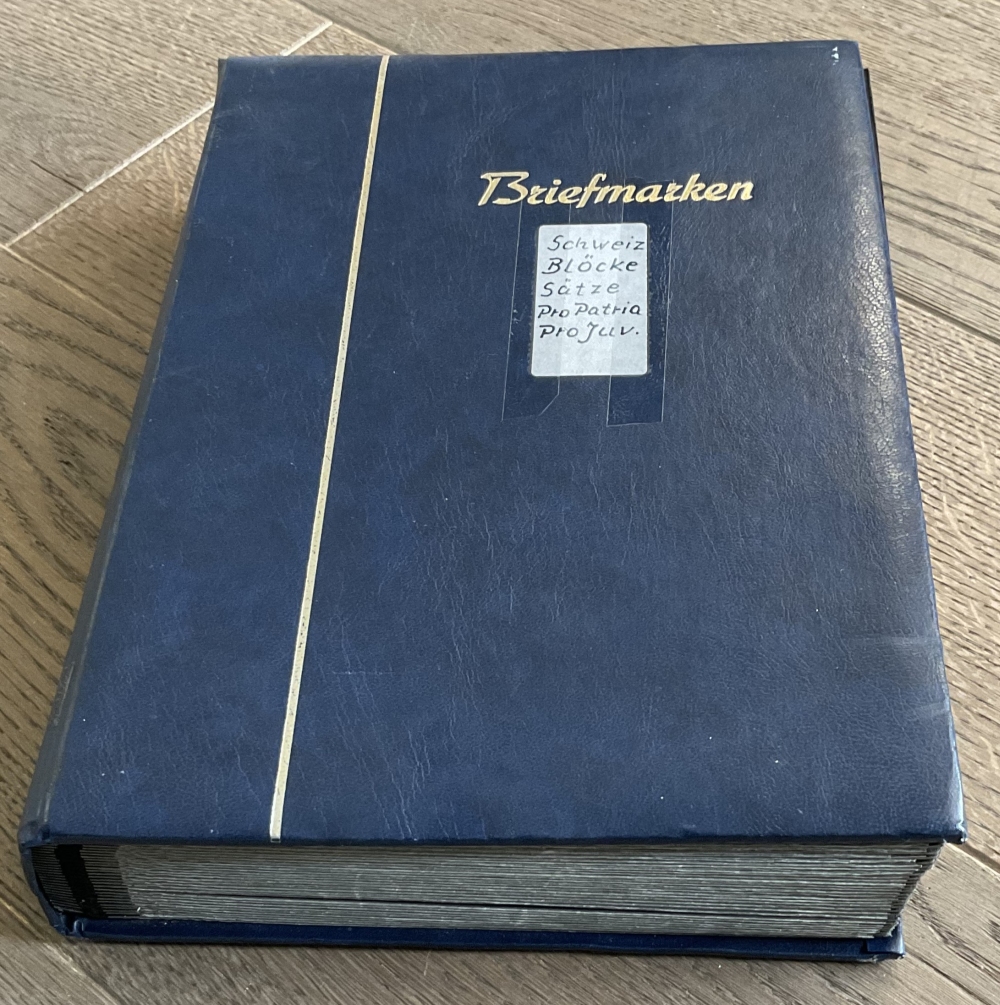 Briefmarken
Schweiz
Blöcke
Sätze
Pro Patria
Pro Juv.